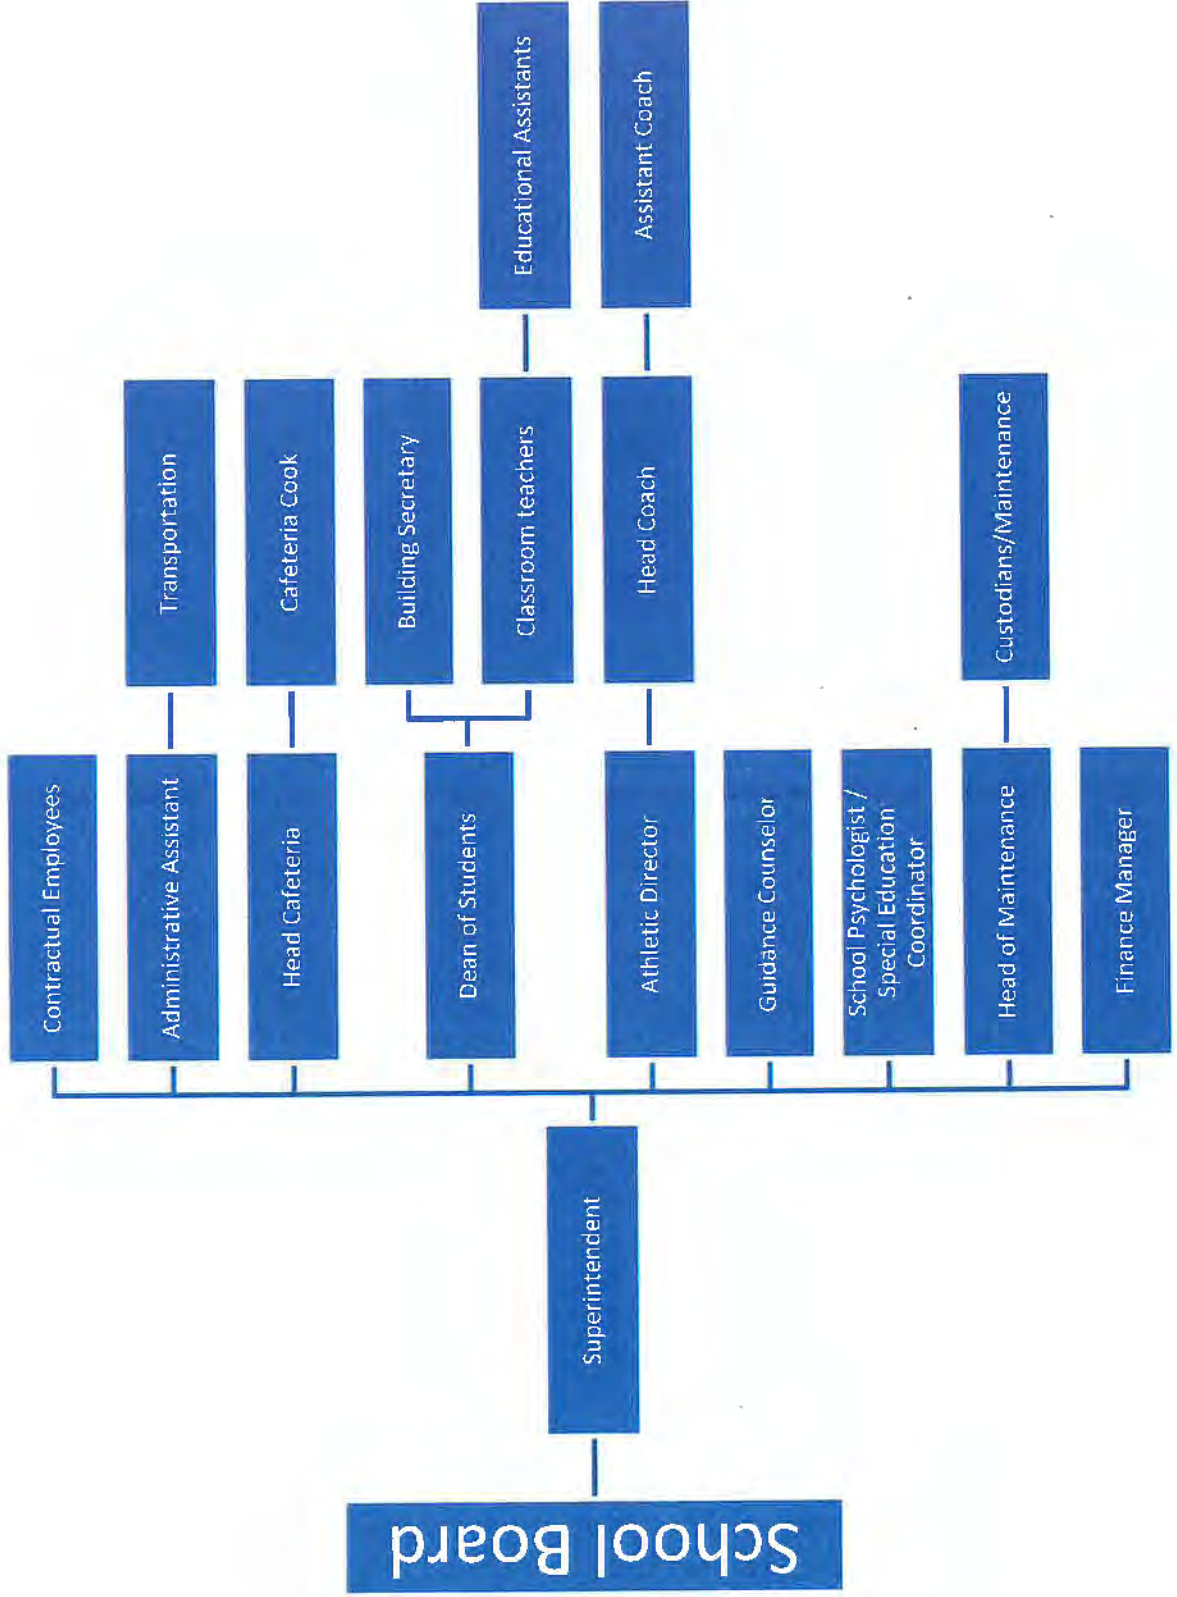 School Board
Superintendent
Contractual Employees
Administrative Assistant
Transportation
Head Cafeteria
Cafeteria Cook
Dean of Students
Building Secretary
Classroom teachers
Educational Assistants
Athletic Director
Head Coach
Assistant Coach
Guidance Counselor
School Psychologist /
Special Education
Coordinator
Head of Maintenance
Custodians/Maintenance
Finance Manager